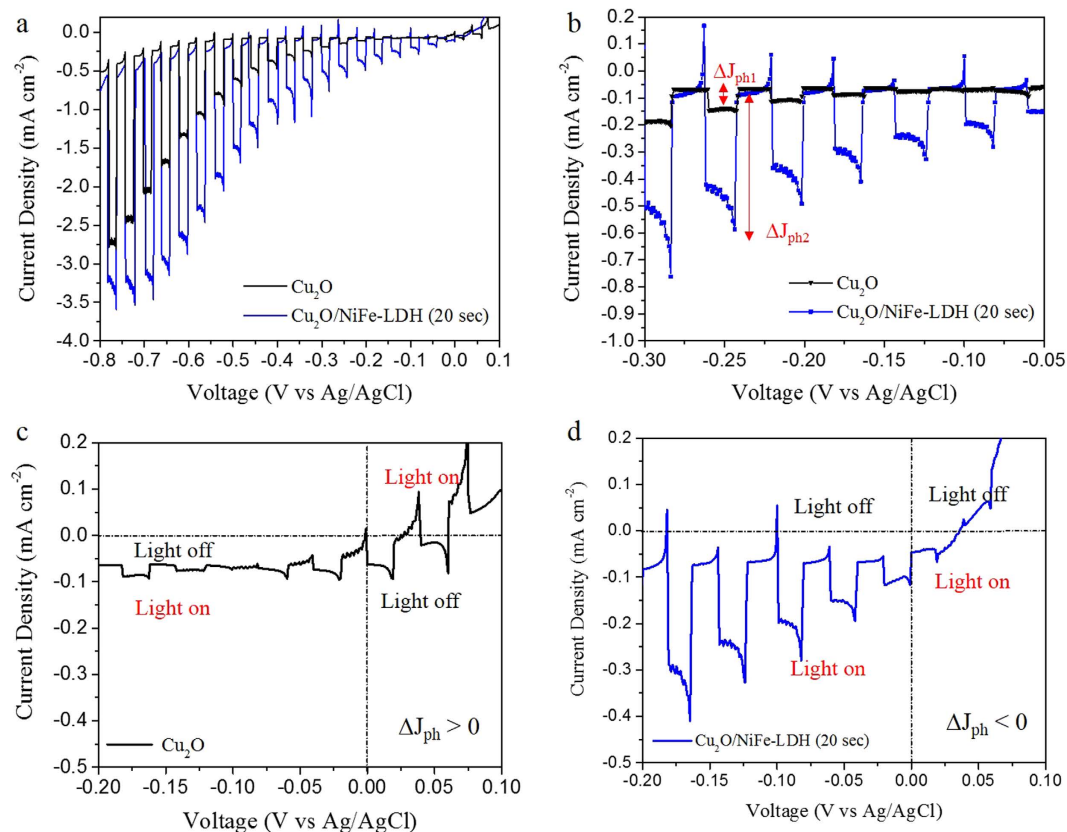 a
0.0
-0.5
-1.0
-1.5
-2.0
-2.5
-3.0
-3.5
-4.0
Current Density (mA cm-2)
Cu2O
Cu2O/NiFe-LDH (20 sec)
-0.8 -0.7 -0.6 -0.5 -0.4 -0.3 -0.2 -0.1 0.0 0.1
Voltage (V vs Ag/AgCl)
b
0.2
0.1
0.0
-0.1
-0.2
-0.3
-0.4
-0.5
-0.6
-0.7
-0.8
-0.9
-1.0
Current Density (mA cm-2)
ΔJph1
ΔJph2
Cu2O
Cu2O/NiFe-LDH (20 sec)
-0.30 -0.25 -0.20 -0.15 -0.10 -0.05
Voltage (V vs Ag/AgCl)
c
0.2
0.1
0.0
-0.1
-0.2
-0.3
-0.4
-0.5
Current Density (mA cm-2)
Light on
Light off
Light on
Light off
Cu2O
ΔJph > 0
-0.20 -0.15 -0.10 -0.05 0.00 0.05 0.10
Voltage (V vs Ag/AgCl)
d
0.2
0.1
0.0
-0.1
-0.2
-0.3
-0.4
-0.5
Current Density (mA cm-2)
Light off
Light off
Light on
Light on
ΔJph < 0
Cu2O/NiFe-LDH (20 sec)
-0.20 -0.15 -0.10 -0.05 0.00 0.05 0.10
Voltage (V vs Ag/AgCl)